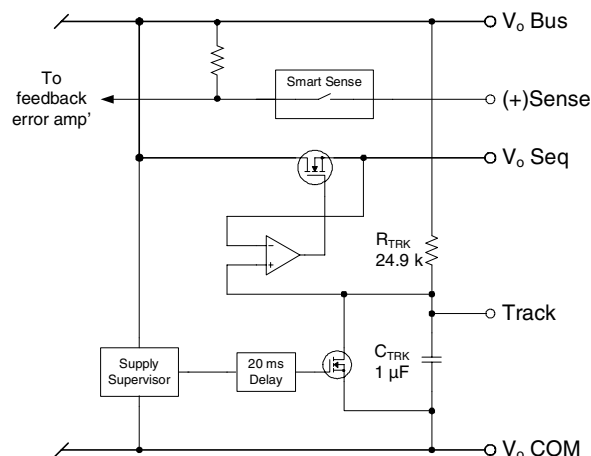 Vo Bus
Smart Sense
To
feedback
error amp'
(+)Sense
Vo Seq
−
+
RTRK
24.9 k
Track
CTRK
1 µF
Supply
Supervisor
20 ms
Delay
Vo COM